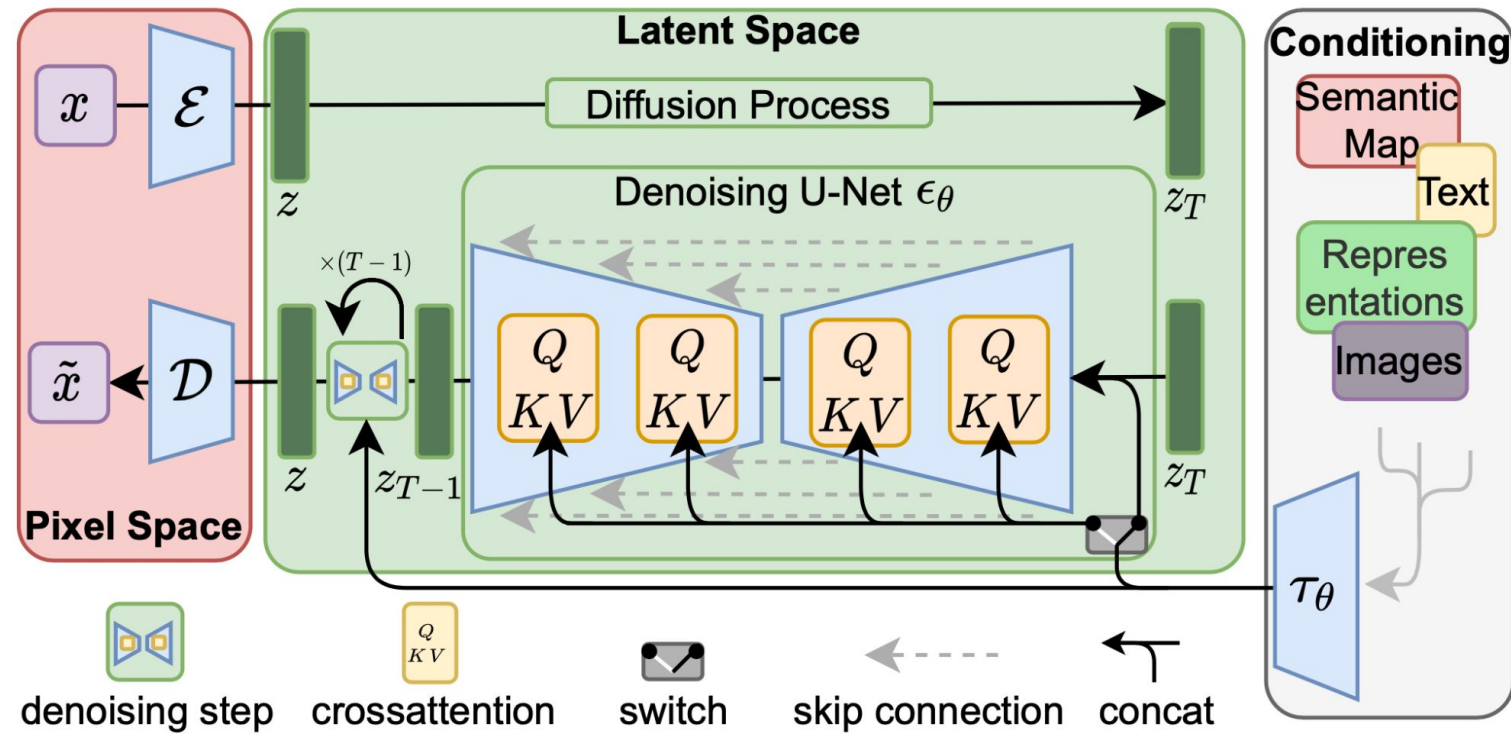 Latent Space
Conditioning
x
ℰ
z
Diffusion Process
z_T
Semantic
Map
Text
Repres
entations
Images
Denoising U-Net ϵ_θ
×(T − 1)
Q
K V
Q
K V
Q
K V
Q
K V
x̃
𝒟
z
z_{T−1}
z_T
Pixel Space
τ_θ
Q
K V
denoising step
crossattention
switch
skip connection
concat